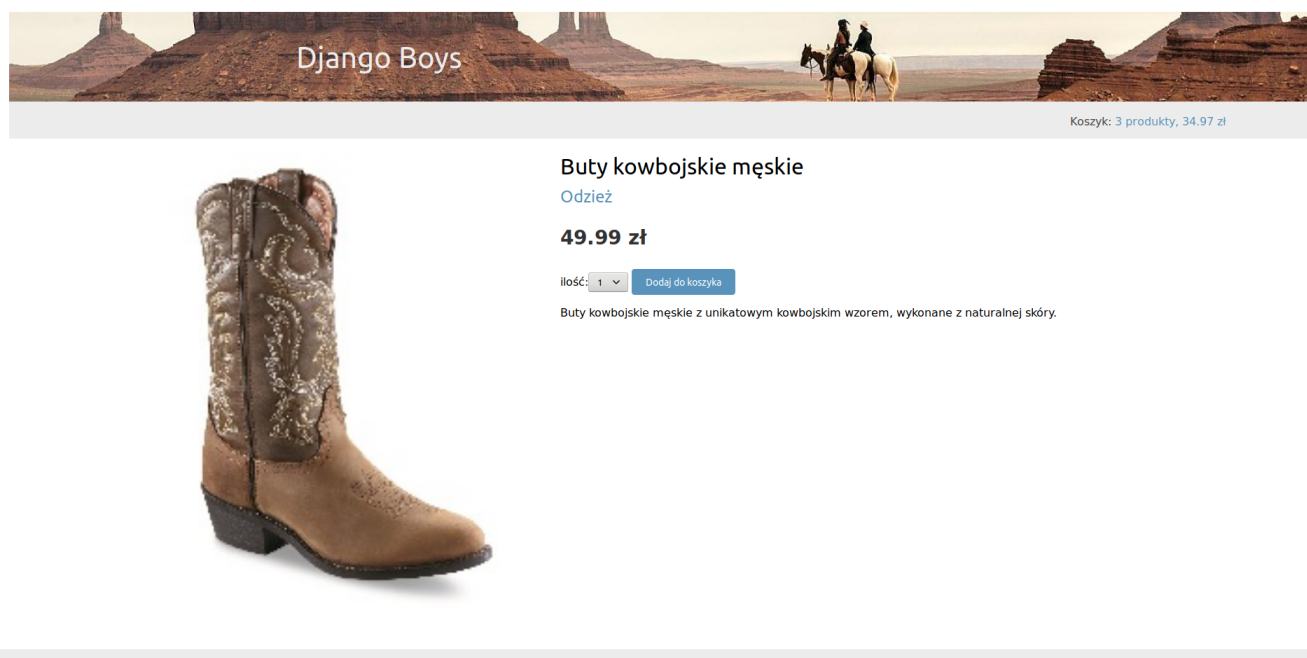 Django Boys
Koszyk: 3 produkty, 34.97 zł
Buty kowbojskie męskie
Odzież
49.99 zł
ilość: 1 Dodaj do koszyka
Buty kowbojskie męskie z unikatowym kowbojskim wzorem, wykonane z naturalnej skóry.